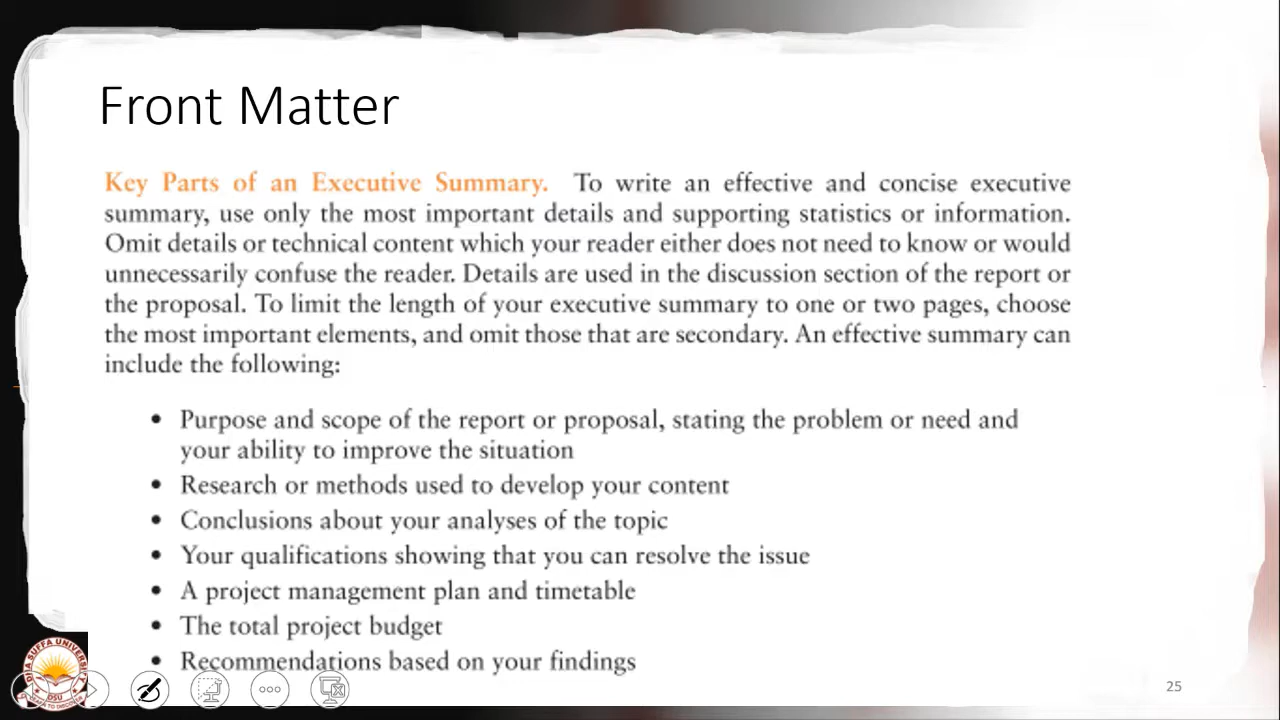 Front Matter
Key Parts of an Executive Summary. To write an effective and concise executive
summary, use only the most important details and supporting statistics or information.
Omit details or technical content which your reader either does not need to know or would
unnecessarily confuse the reader. Details are used in the discussion section of the report or
the proposal. To limit the length of your executive summary to one or two pages, choose
the most important elements, and omit those that are secondary. An effective summary can
include the following:
• Purpose and scope of the report or proposal, stating the problem or need and
your ability to improve the situation
• Research or methods used to develop your content
• Conclusions about your analyses of the topic
• Your qualifications showing that you can resolve the issue
• A project management plan and timetable
• The total project budget
• Recommendations based on your findings
SUFFA UNIVERSITY
DSU
25